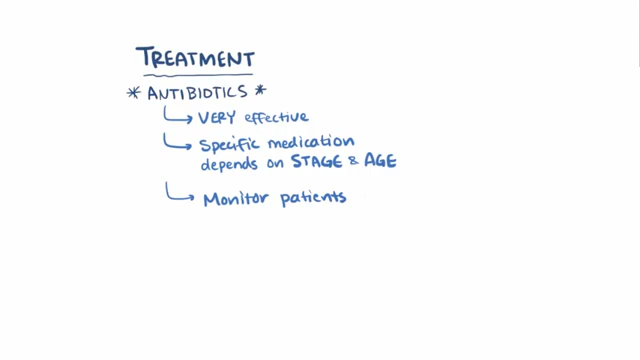 TREATMENT
* ANTIBIOTICS *
VERY effective
Specific medication
depends on STAGE & AGE
Monitor patients